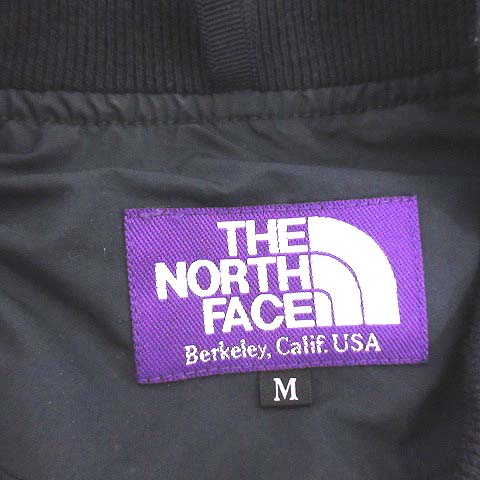 THE
NORTH
FACE
Berkeley, Calif. USA
M